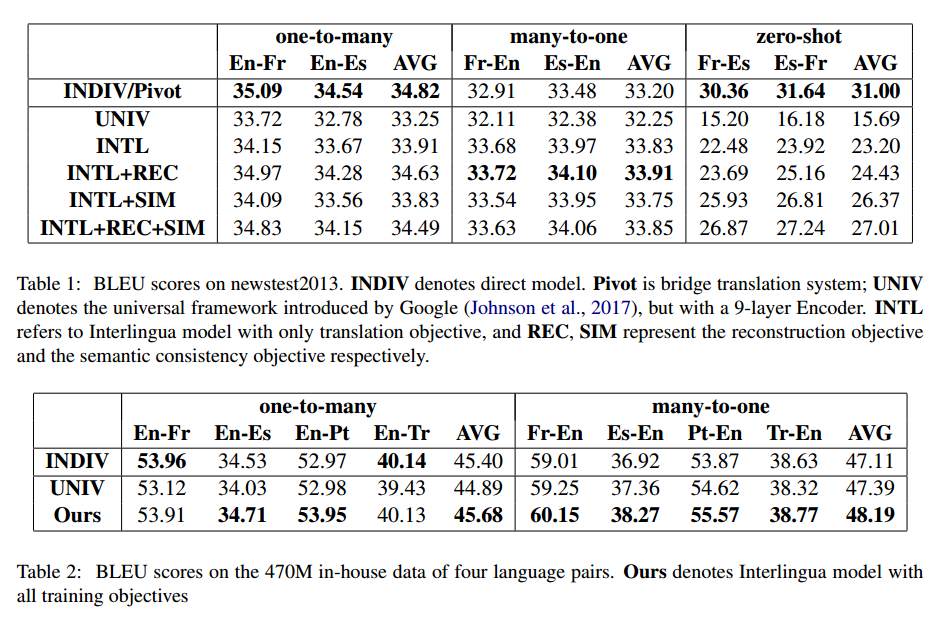 one-to-many many-to-one zero-shot
En-Fr En-Es AVG Fr-En Es-En AVG Fr-Es Es-Fr AVG
INDIV/Pivot 35.09 34.54 34.82 32.91 33.48 33.20 30.36 31.64 31.00
UNIV 33.72 32.78 33.25 32.11 32.38 32.25 15.20 16.18 15.69
INTL 34.15 33.67 33.91 33.68 33.97 33.83 22.48 23.92 23.20
INTL+REC 34.97 34.28 34.63 33.72 34.10 33.91 23.69 25.16 24.43
INTL+SIM 34.09 33.56 33.83 33.54 33.95 33.75 25.93 26.81 26.37
INTL+REC+SIM 34.83 34.15 34.49 33.63 34.06 33.85 26.87 27.24 27.01
Table 1: BLEU scores on newstest2013. INDIV denotes direct model. Pivot is bridge translation system; UNIV
denotes the universal framework introduced by Google (Johnson et al., 2017), but with a 9-layer Encoder. INTL
refers to Interlingua model with only translation objective, and REC, SIM represent the reconstruction objective
and the semantic consistency objective respectively.
one-to-many many-to-one
En-Fr En-Es En-Pt En-Tr AVG Fr-En Es-En Pt-En Tr-En AVG
INDIV 53.96 34.53 52.97 40.14 45.40 59.01 36.92 53.87 38.63 47.11
UNIV 53.12 34.03 52.98 39.43 44.89 59.25 37.36 54.62 38.32 47.39
Ours 53.91 34.71 53.95 40.13 45.68 60.15 38.27 55.57 38.77 48.19
Table 2: BLEU scores on the 470M in-house data of four language pairs. Ours denotes Interlingua model with
all training objectives